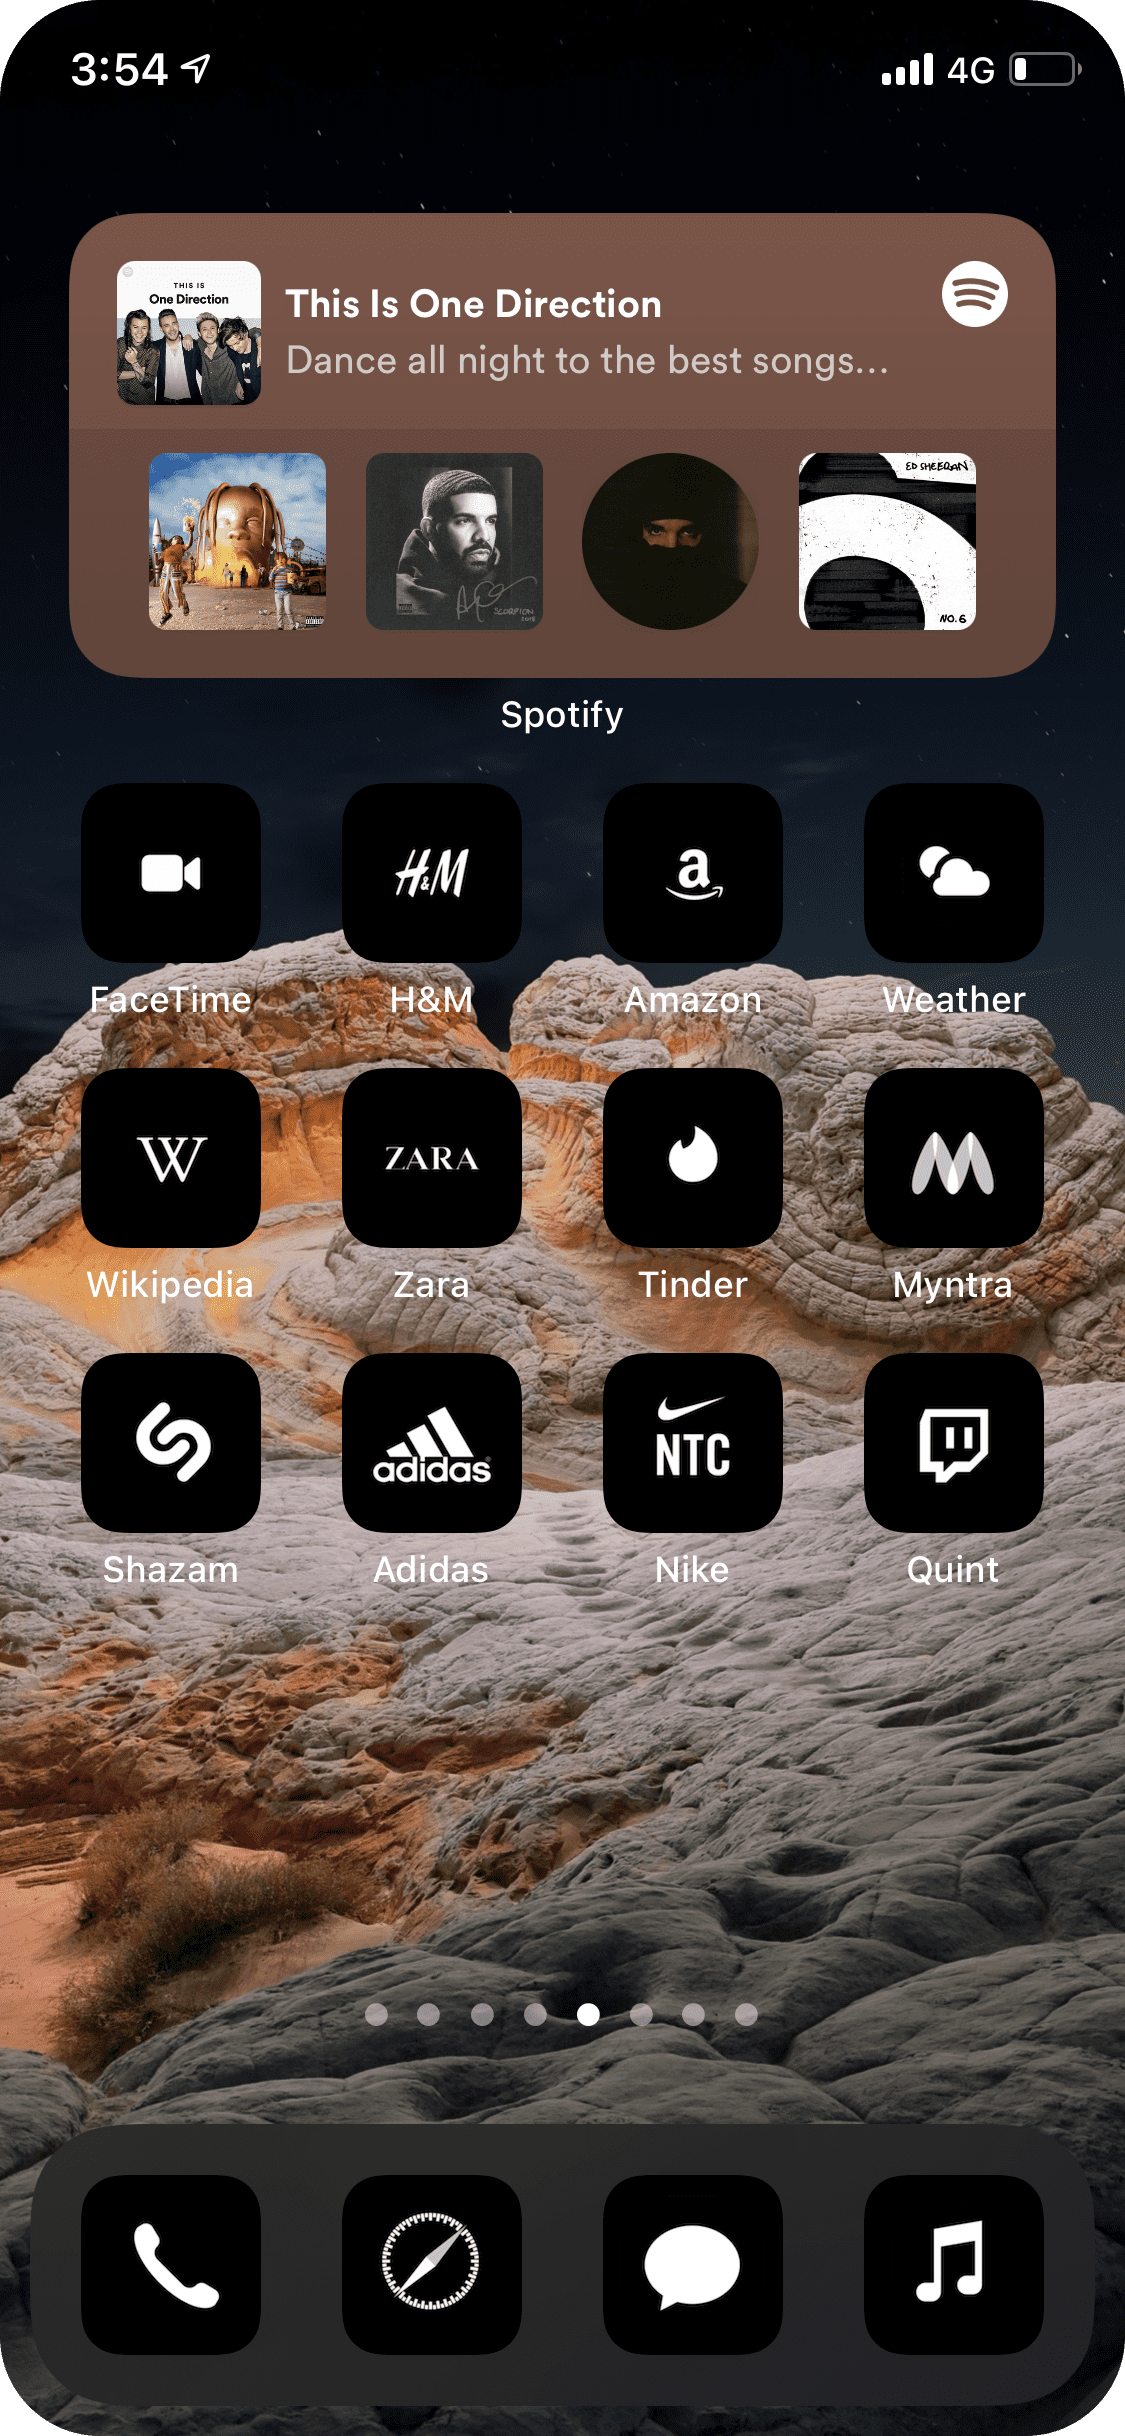 3:54
4G
THIS IS
One Direction
This Is One Direction
Dance all night to the best songs...
SCORPION
2018
ED SHEERAN
NO.6
Spotify
H&M
a
FaceTime
H&M
Amazon
Weather
W
ZARA
Wikipedia
Zara
Tinder
Myntra
adidas
NTC
Shazam
Adidas
Nike
Quint